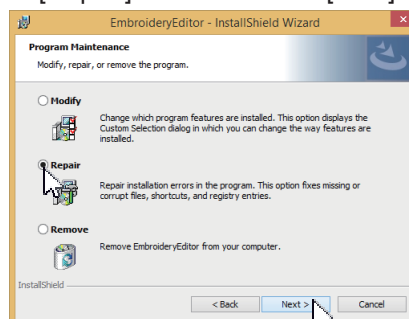 EmbroideryEditor - InstallShield Wizard
Program Maintenance
Modify, repair, or remove the program.
Modify
Change which program features are installed. This option displays the
Custom Selection dialog in which you can change the way features are
installed.
Repair
Repair installation errors in the program. This option fixes missing or
corrupt files, shortcuts, and registry entries.
Remove
Remove EmbroideryEditor from your computer.
InstallShield
< Back Next > Cancel